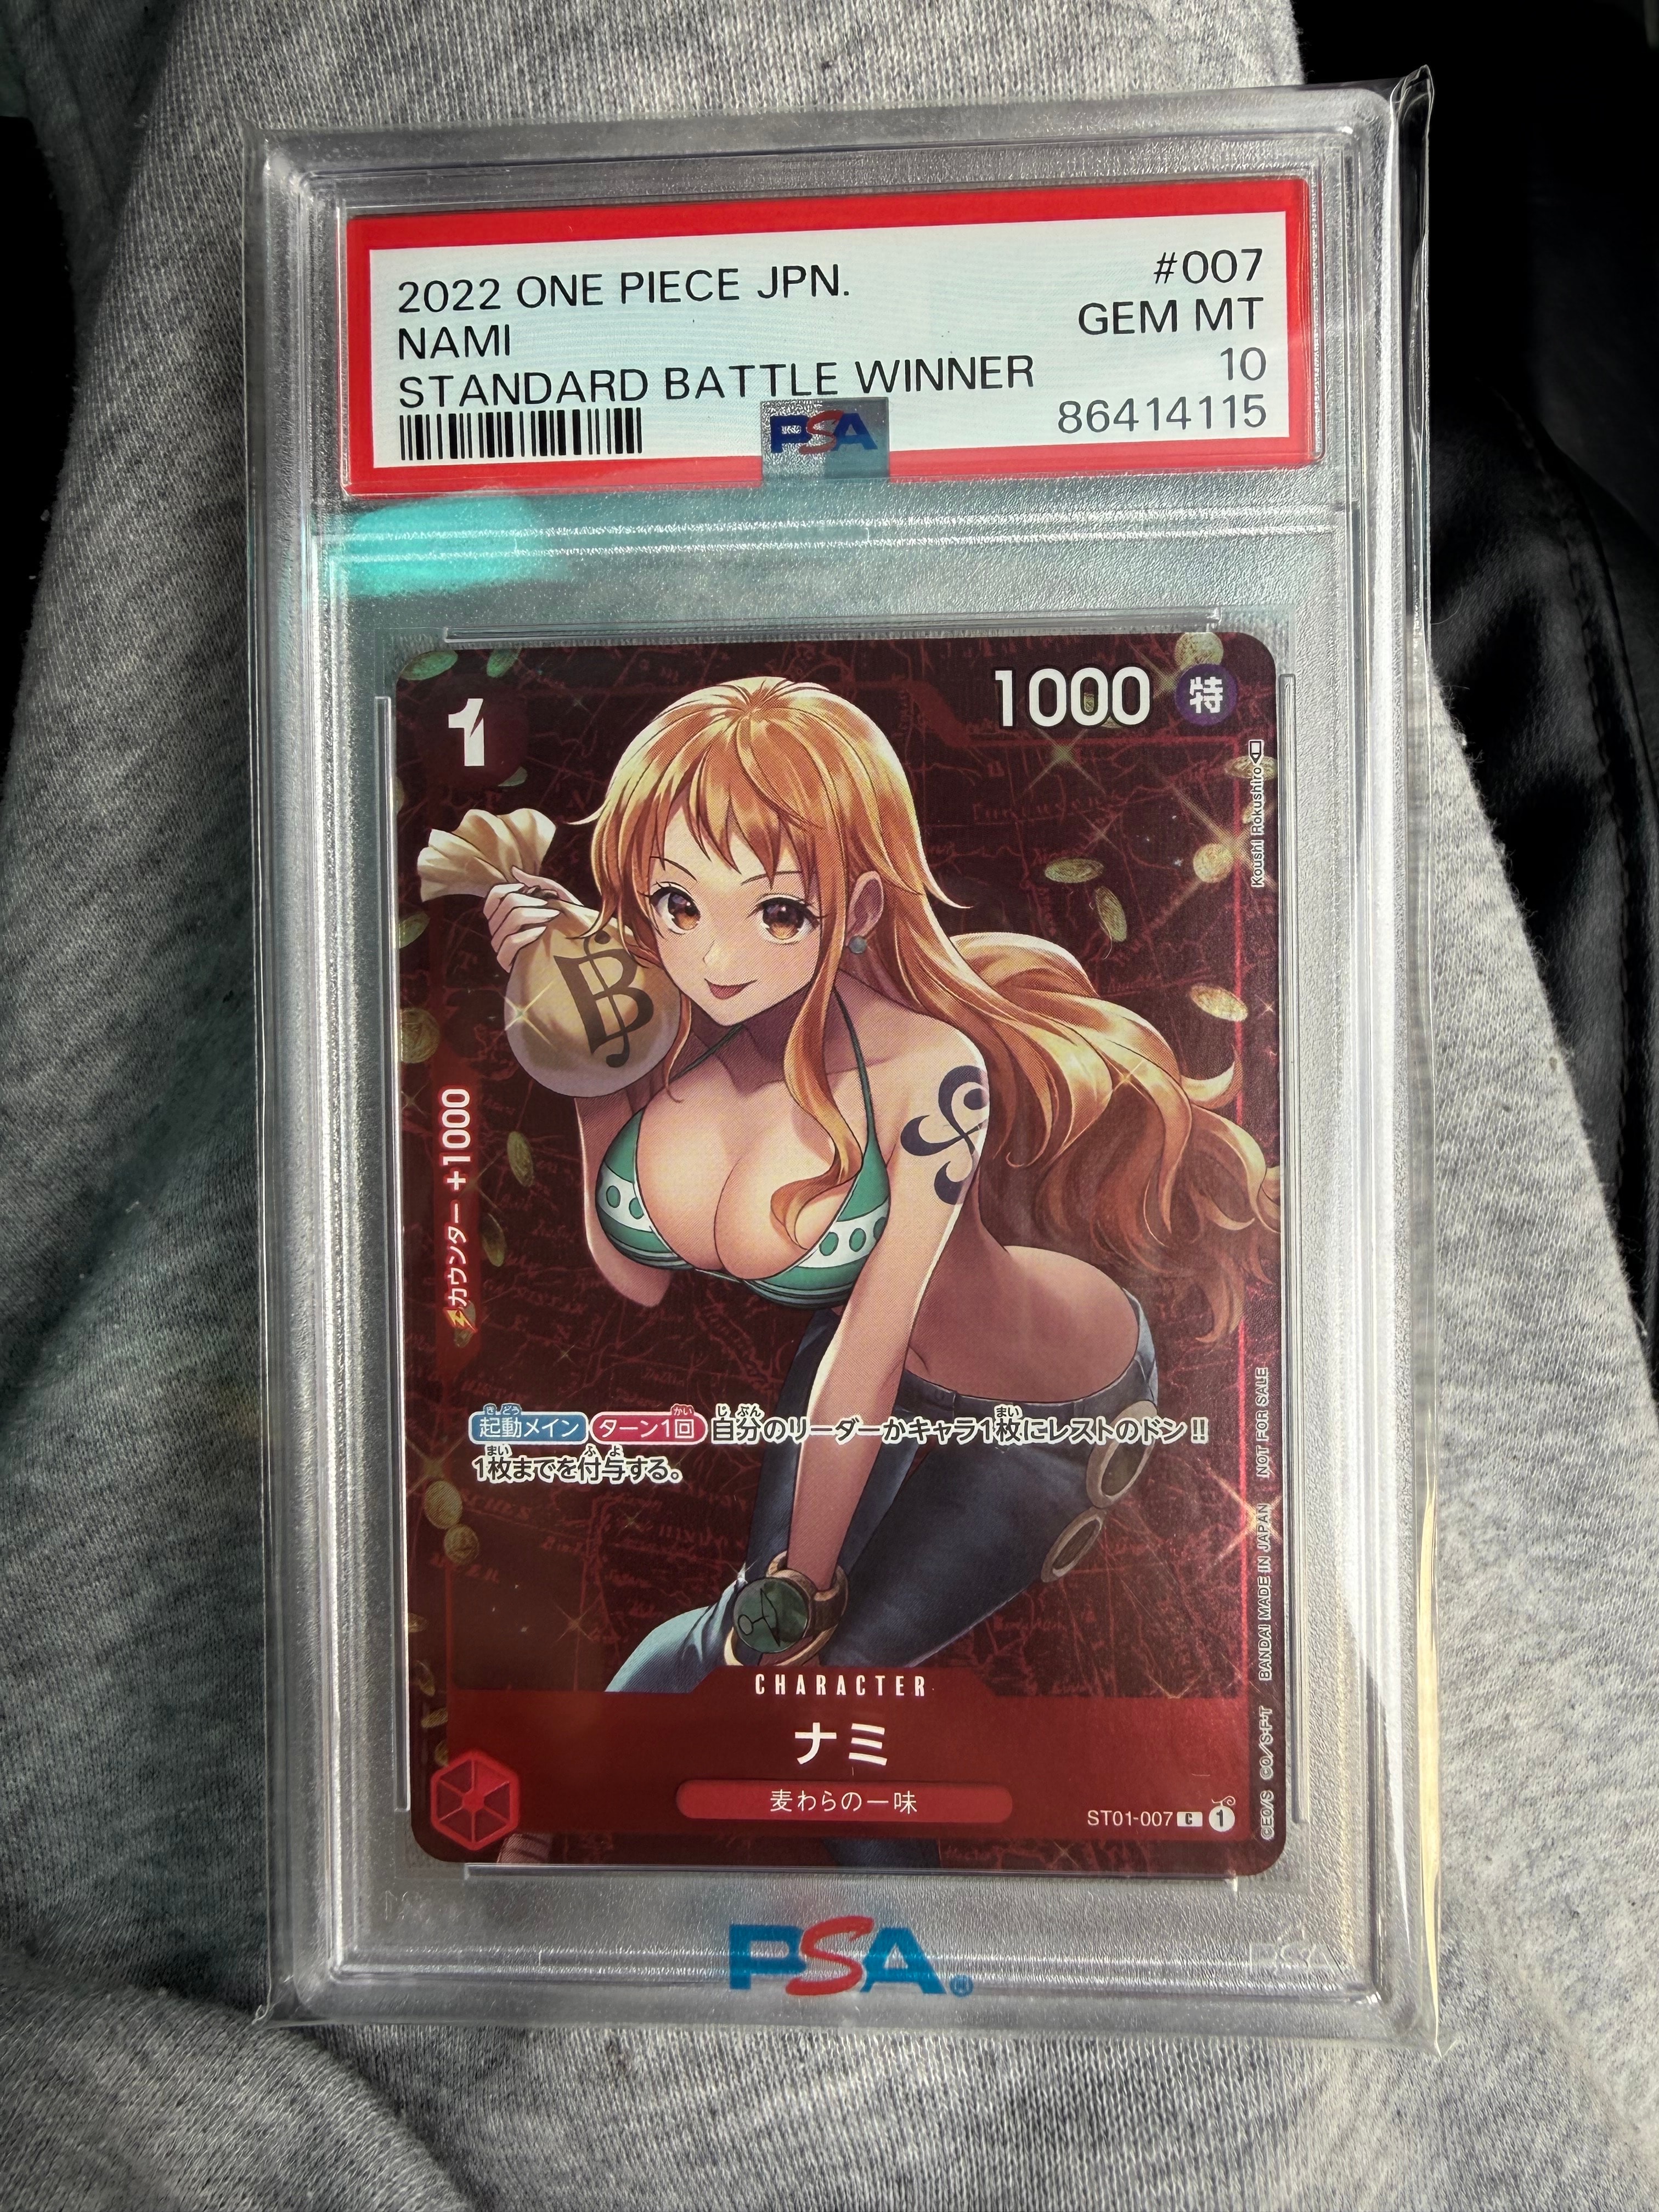 2022 ONE PIECE JPN.
#007
NAMI
GEM MT
STANDARD BATTLE WINNER
10
86414115
PSA
1
1000
特
Koushi Rokushiro
B
カウンター +1000
起動メイン ターン1回 自分のリーダーかキャラ1枚にレストのドン!!
1枚までを付与する。
NOT FOR SALE
BANDAI MADE IN JAPAN
CHARACTER
ナミ
麦わらの一味
ST01-007 C 1
PSA